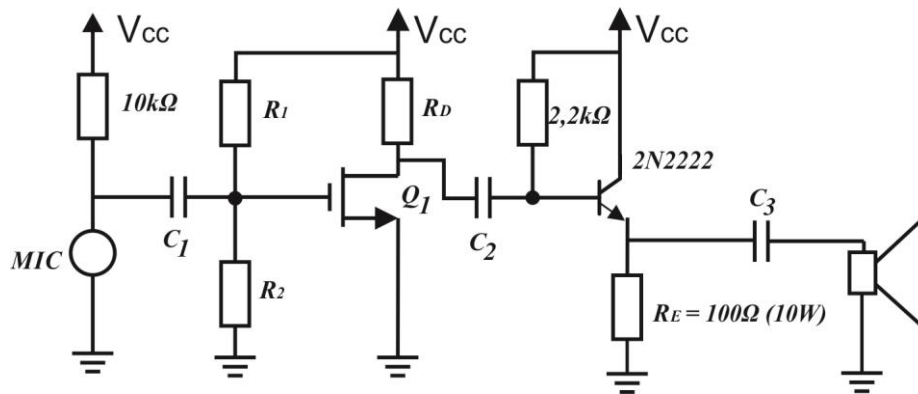 Vcc
Vcc
Vcc
10kΩ
R1
RD
2,2kΩ
2N2222
Q1
C1
C2
C3
MIC
R2
RE = 100Ω (10W)